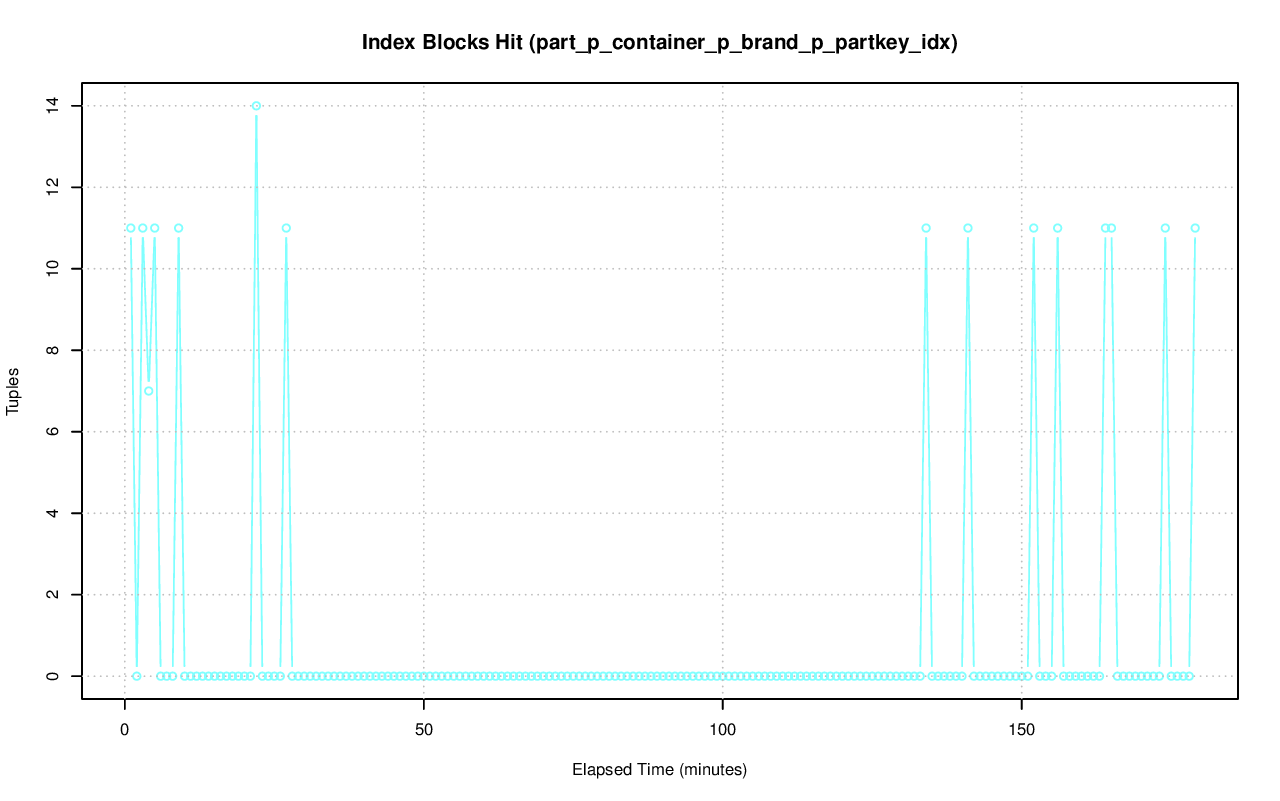 Index Blocks Hit (part_p_container_p_brand_p_partkey_idx)
14
12
10
8
6
4
2
0
Tuples
0 50 100 150
Elapsed Time (minutes)